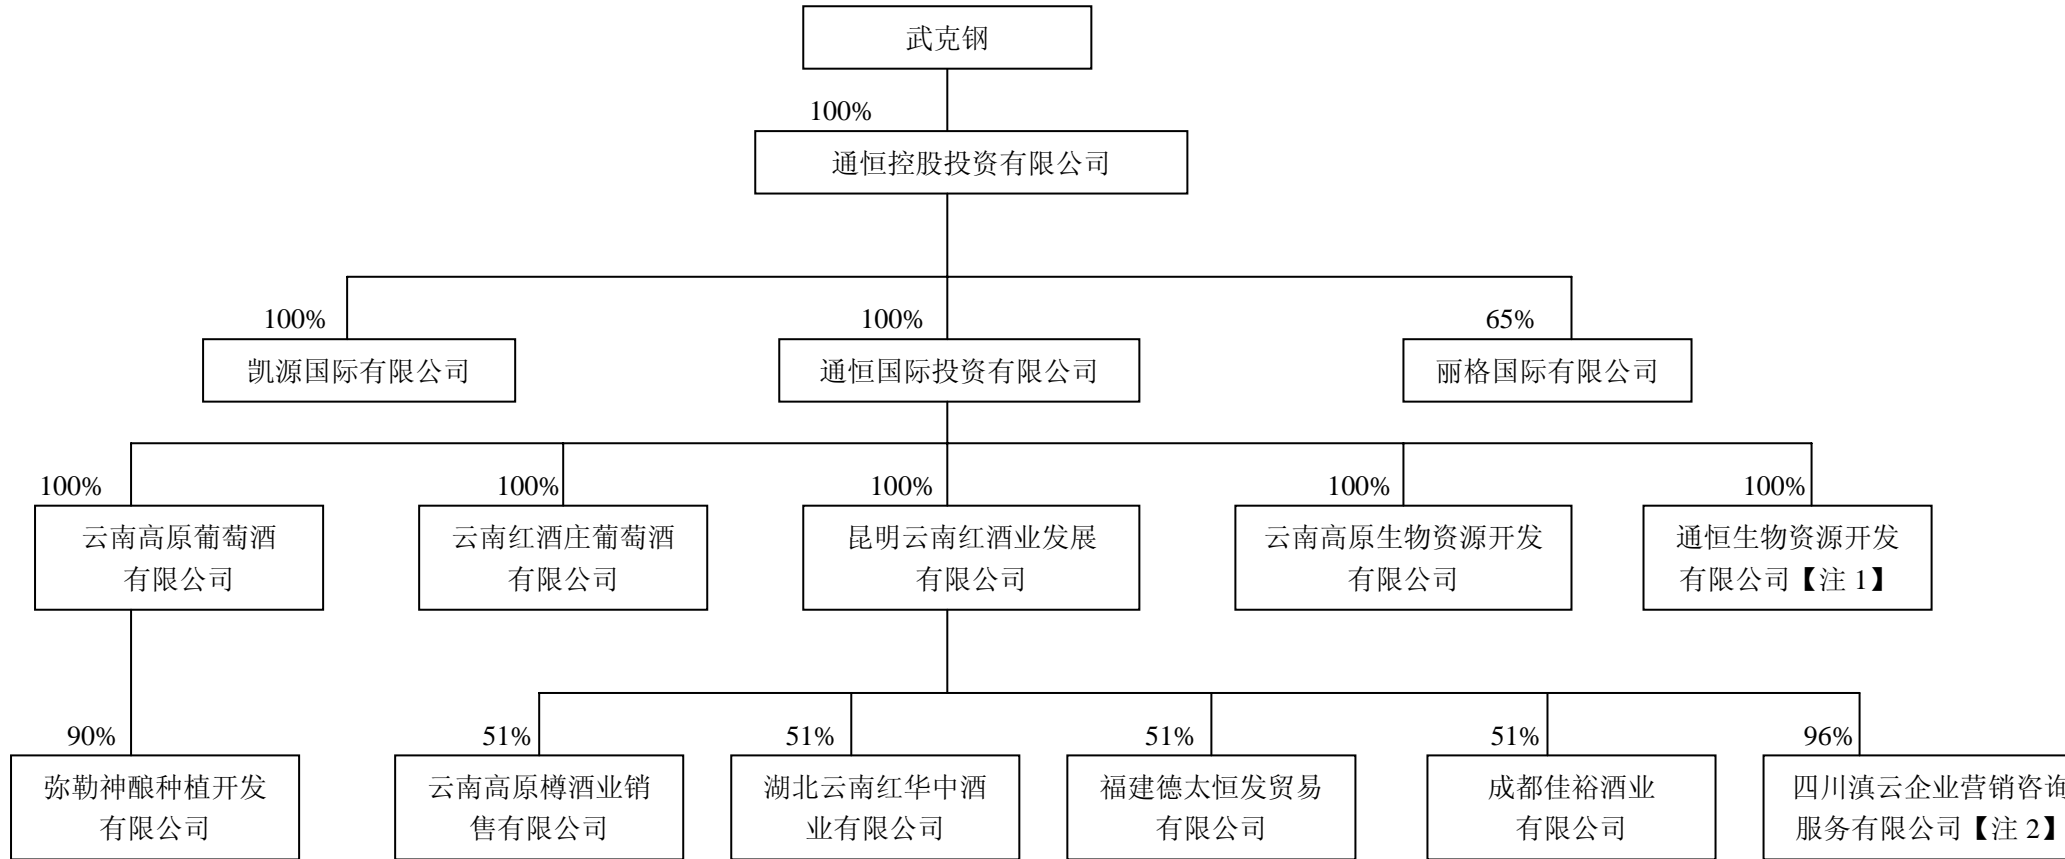 武克钢
100%
通恒控股投资有限公司
100%
100%
65%
凯源国际有限公司
通恒国际投资有限公司
丽格国际有限公司
100%
100%
100%
100%
100%
云南高原葡萄酒
有限公司
云南红酒庄葡萄酒
有限公司
昆明云南红酒业发展
有限公司
云南高原生物资源开发
有限公司
通恒生物资源开发
有限公司【注 1】
90%
51%
51%
51%
51%
96%
弥勒神酿种植开发
有限公司
云南高原樽酒业销
售有限公司
湖北云南红华中酒
业有限公司
福建德太恒发贸易
有限公司
成都佳裕酒业
有限公司
四川滇云企业营销咨询
服务有限公司【注 2】